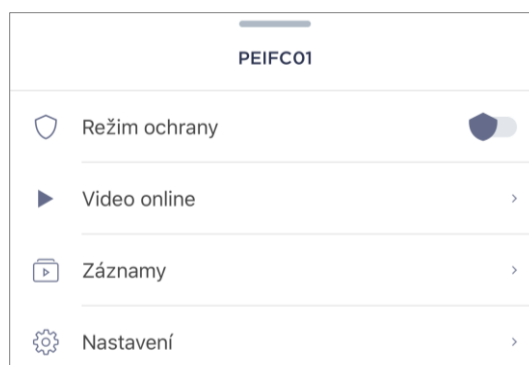 PEIFC01
Režim ochrany
Video online
Záznamy
Nastavení